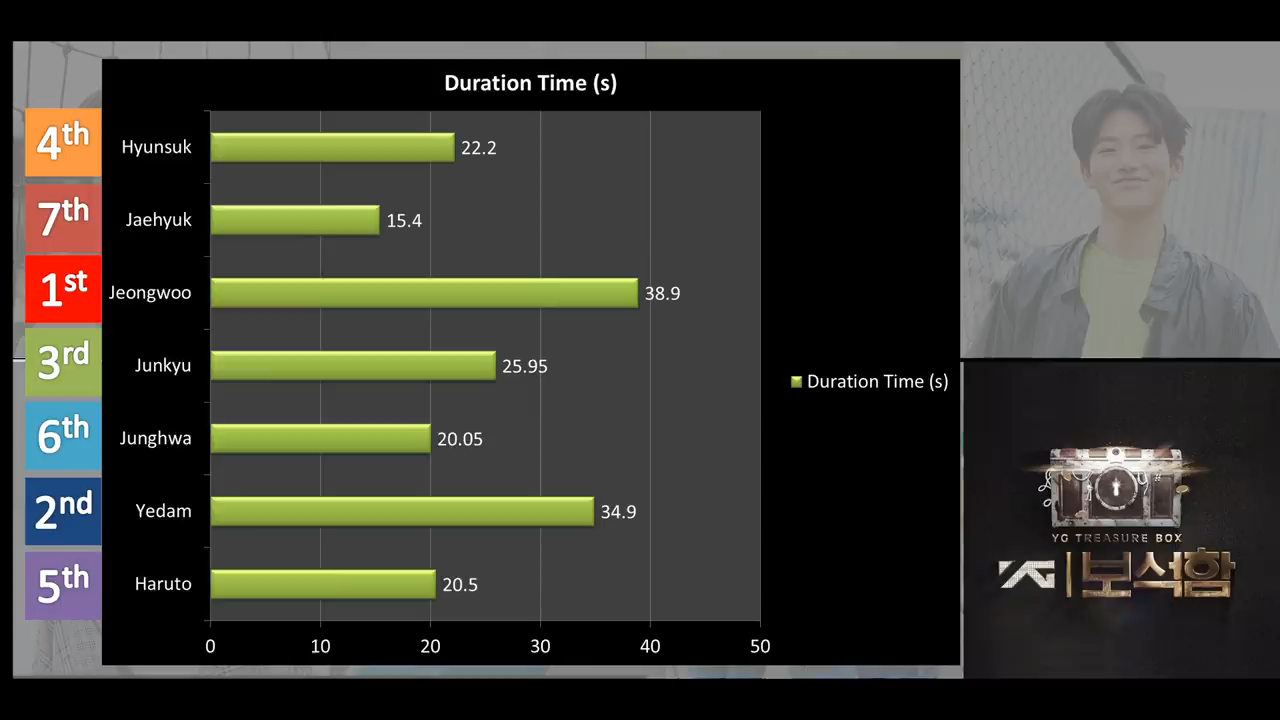 Duration Time (s)
4th Hyunsuk 22.2
7th Jaehyuk 15.4
1st Jeongwoo 38.9
3rd Junkyu 25.95
6th Junghwa 20.05
2nd Yedam 34.9
5th Haruto 20.5
0 10 20 30 40 50
Duration Time (s)
YG TREASURE BOX
YG 보석함